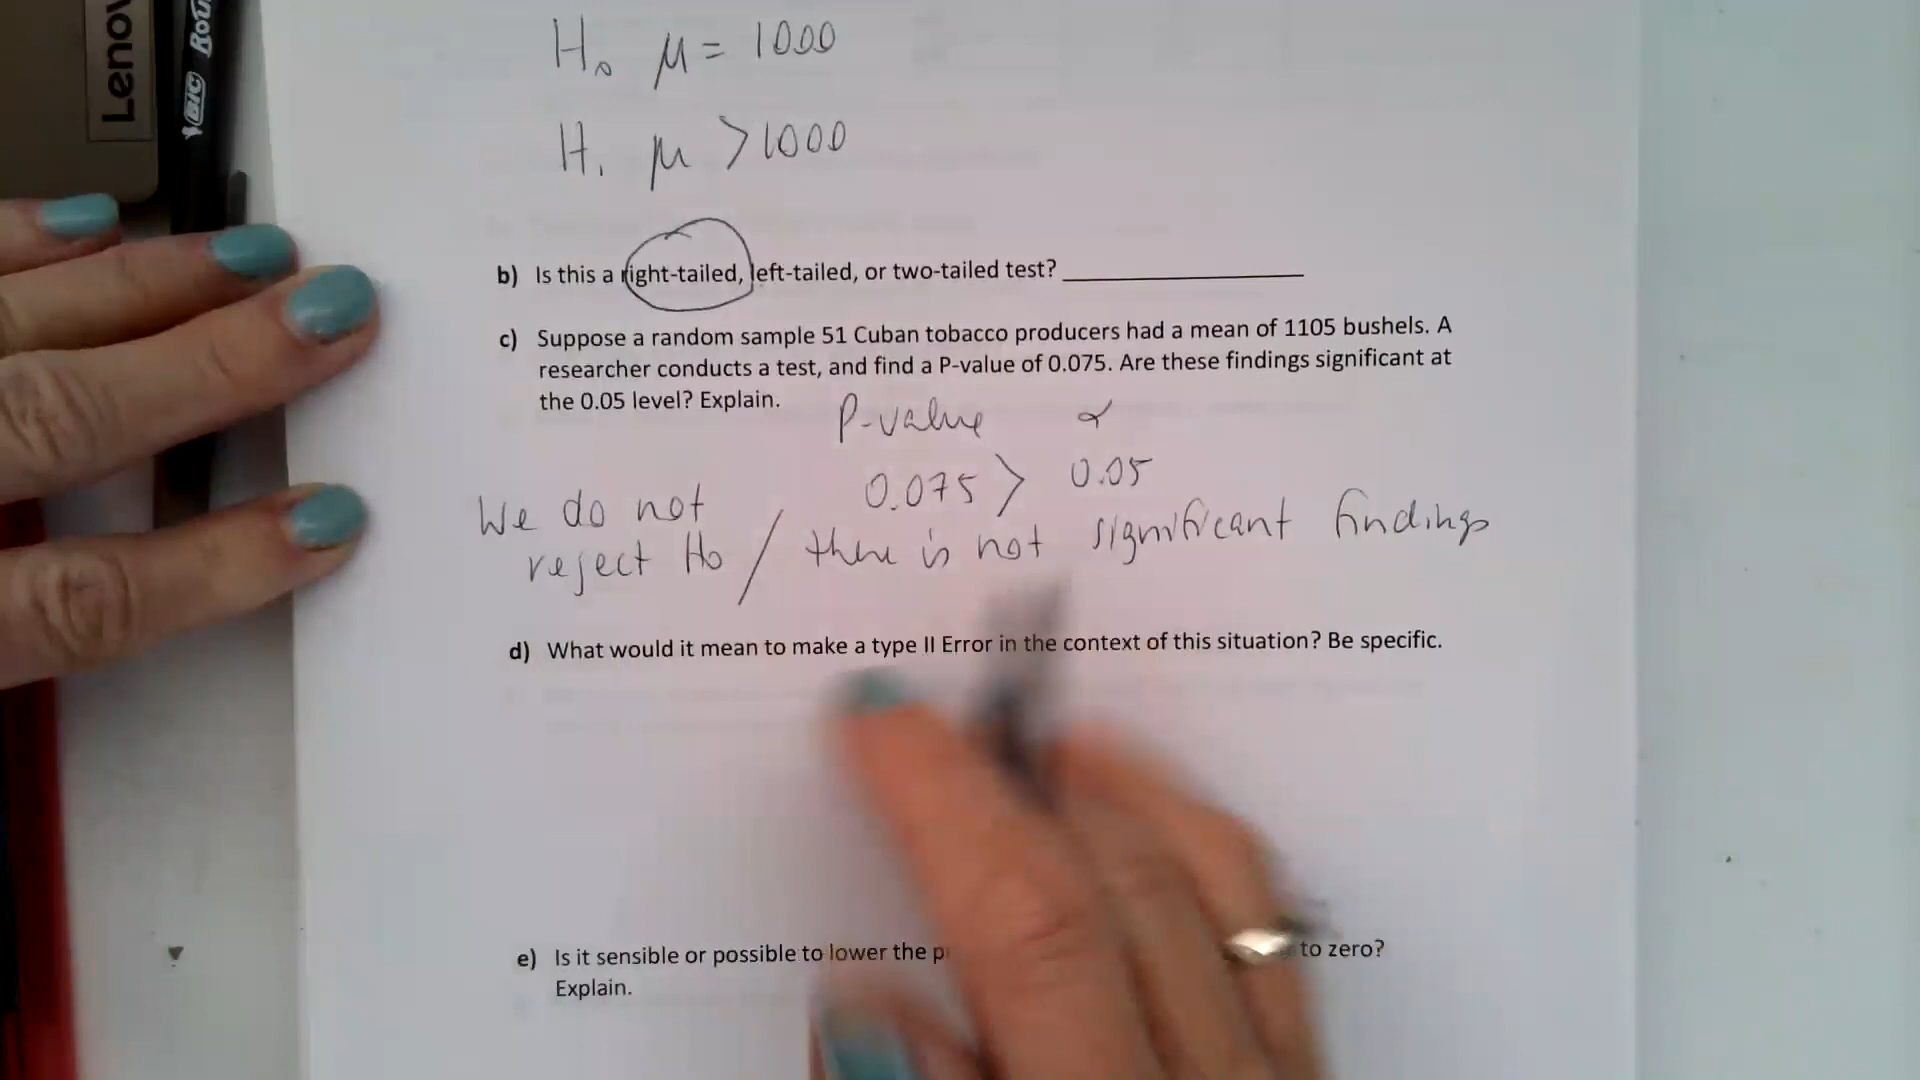 Lenov
BIC Rou
H₀ μ = 1000
H₁ μ > 1000
b) Is this a right-tailed, left-tailed, or two-tailed test?
c) Suppose a random sample 51 Cuban tobacco producers had a mean of 1105 bushels. A
researcher conducts a test, and find a P-value of 0.075. Are these findings significant at
the 0.05 level? Explain.
P-value α
0.075 > 0.05
We do not
reject H₀ / there is not significant findings
d) What would it mean to make a type II Error in the context of this situation? Be specific.
e) Is it sensible or possible to lower the p to zero?
Explain.